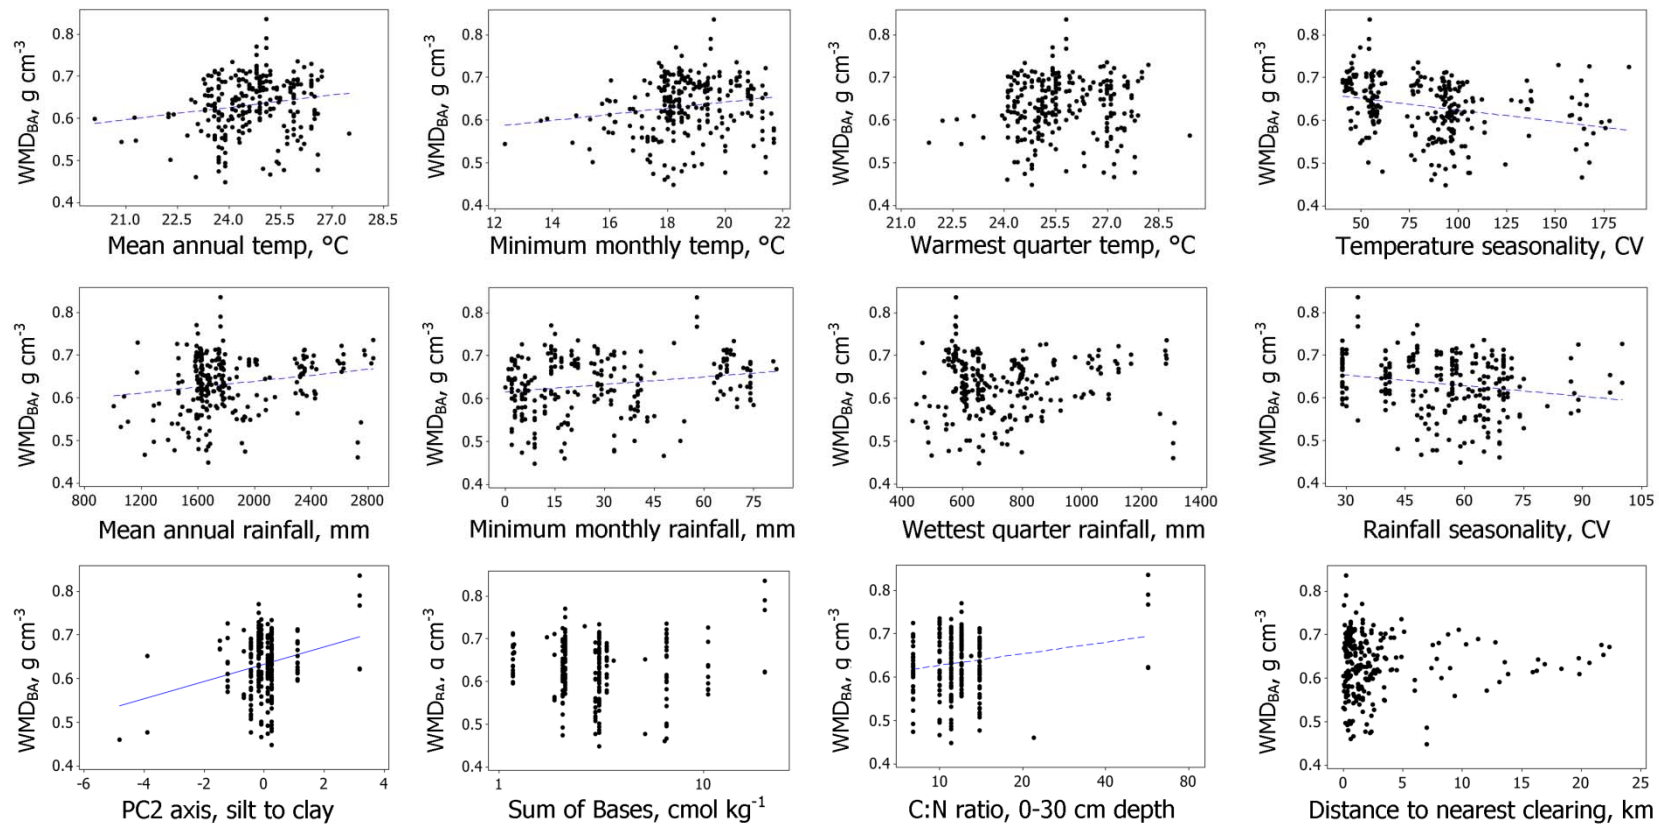 WMD_BA, g cm⁻³
0.8
0.7
0.6
0.5
0.4
21.0 22.5 24.0 25.5 27.0 28.5
Mean annual temp, °C
WMD_BA, g cm⁻³
0.8
0.7
0.6
0.5
0.4
12 14 16 18 20 22
Minimum monthly temp, °C
WMD_BA, g cm⁻³
0.8
0.7
0.6
0.5
0.4
21.0 22.5 24.0 25.5 27.0 28.5
Warmest quarter temp, °C
WMD_BA, g cm⁻³
0.8
0.7
0.6
0.5
0.4
50 75 100 125 150 175
Temperature seasonality, CV
WMD_BA, g cm⁻³
0.8
0.7
0.6
0.5
0.4
800 1200 1600 2000 2400 2800
Mean annual rainfall, mm
WMD_BA, g cm⁻³
0.8
0.7
0.6
0.5
0.4
0 15 30 45 60 75
Minimum monthly rainfall, mm
WMD_BA, g cm⁻³
0.8
0.7
0.6
0.5
0.4
400 600 800 1000 1200 1400
Wettest quarter rainfall, mm
WMD_BA, g cm⁻³
0.8
0.7
0.6
0.5
0.4
30 45 60 75 90 105
Rainfall seasonality, CV
WMD_BA, g cm⁻³
0.8
0.7
0.6
0.5
0.4
-6 -4 -2 0 2 4
PC2 axis, silt to clay
WMD_BA, g cm⁻³
0.8
0.7
0.6
0.5
0.4
1 10
Sum of Bases, cmol kg⁻¹
WMD_BA, g cm⁻³
0.8
0.7
0.6
0.5
0.4
10 20 40 80
C:N ratio, 0-30 cm depth
WMD_BA, g cm⁻³
0.8
0.7
0.6
0.5
0.4
0 5 10 15 20 25
Distance to nearest clearing, km